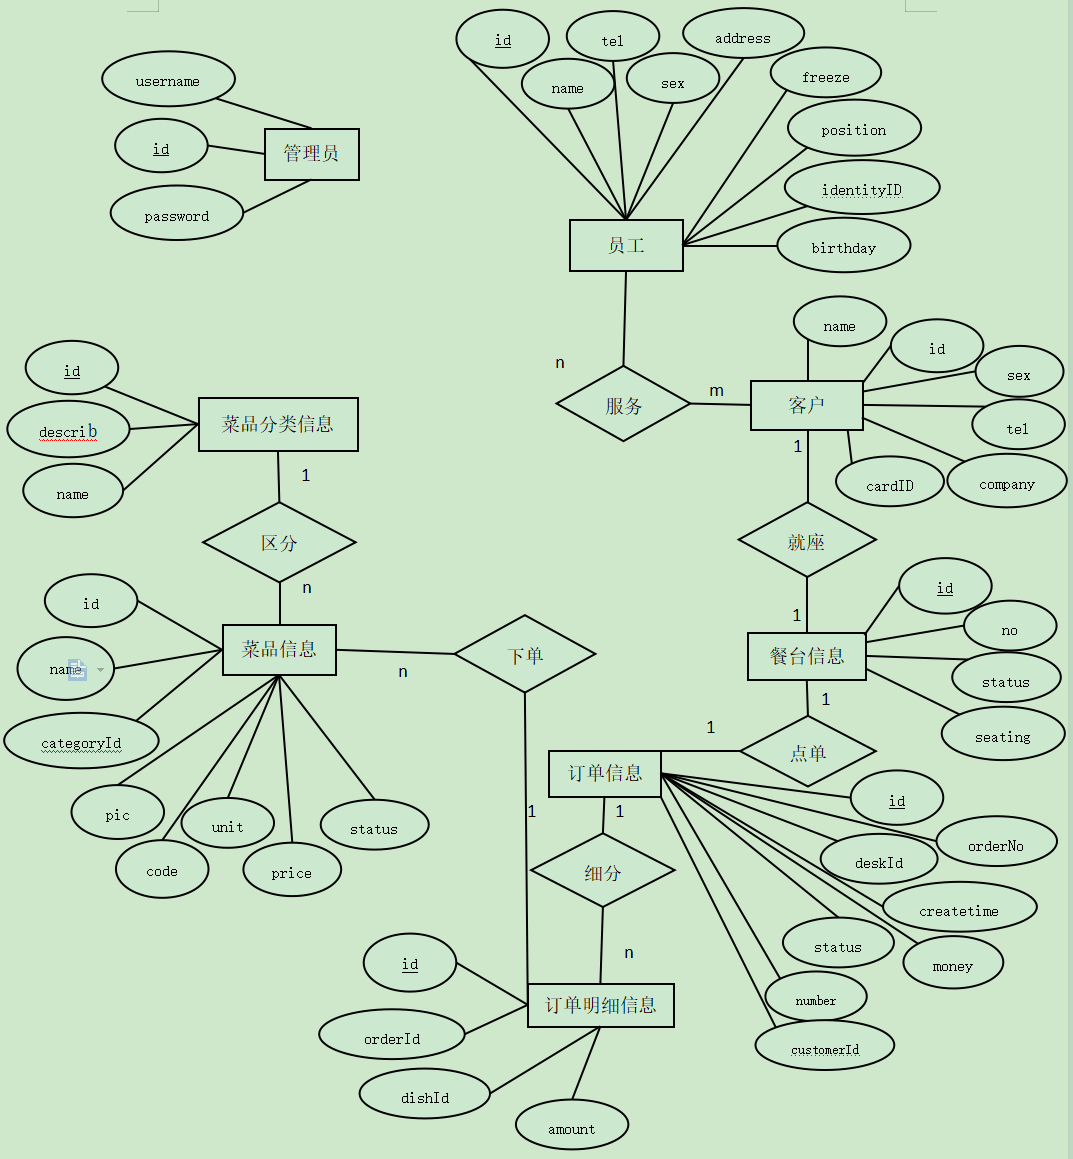 id
tel
address
name
sex
freeze
username
position
id
管理员
identityID
password
员工
birthday
name
id
id
sex
n
m
服务
客户
describ
菜品分类信息
tel
1
1
name
cardID
company
区分
就座
n
id
id
1
no
name
菜品信息
n
下单
餐台信息
status
1
categoryId
1
seating
点单
订单信息
pic
unit
status
1
1
id
code
price
细分
deskId
orderNo
createtime
n
status
money
id
订单明细信息
number
orderId
customerId
dishId
amount